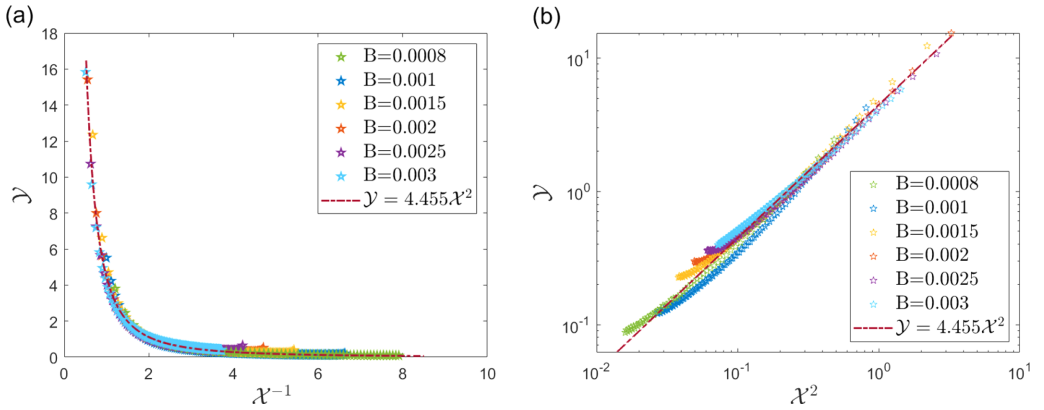 (a)
18
16
14
12
10
8
6
4
2
0
𝒴
0 2 4 6 8 10
𝒳⁻¹
B=0.0008
B=0.001
B=0.0015
B=0.002
B=0.0025
B=0.003
𝒴 = 4.455𝒳²
(b)
10¹
10⁰
10⁻¹
𝒴
10⁻² 10⁻¹ 10⁰ 10¹
𝒳²
B=0.0008
B=0.001
B=0.0015
B=0.002
B=0.0025
B=0.003
𝒴 = 4.455𝒳²